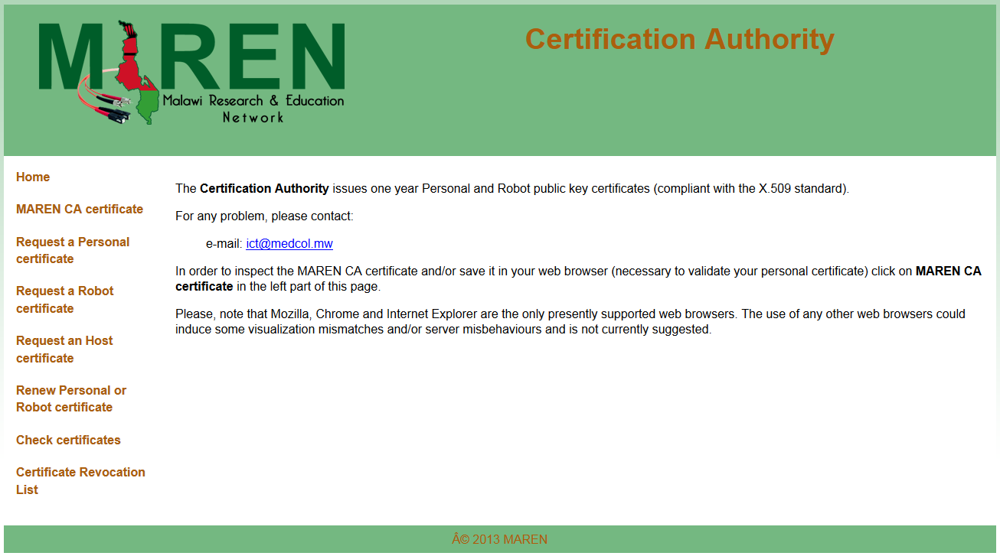 MAREN
Malawi Research & Education
Network
Certification Authority
Home
MAREN CA certificate
Request a Personal
certificate
Request a Robot
certificate
Request an Host
certificate
Renew Personal or
Robot certificate
Check certificates
Certificate Revocation
List
The Certification Authority issues one year Personal and Robot public key certificates (compliant with the X.509 standard).
For any problem, please contact:
e-mail: ict@medcol.mw
In order to inspect the MAREN CA certificate and/or save it in your web browser (necessary to validate your personal certificate) click on MAREN CA
certificate in the left part of this page.
Please, note that Mozilla, Chrome and Internet Explorer are the only presently supported web browsers. The use of any other web browsers could
induce some visualization mismatches and/or server misbehaviours and is not currently suggested.
Â© 2013 MAREN